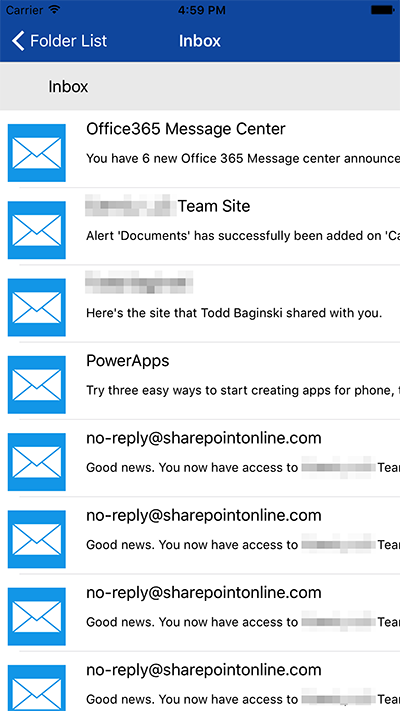 Carrier 4:59 PM
Folder List Inbox
Inbox
Office365 Message Center
You have 6 new Office 365 Message center announce
Team Site
Alert 'Documents' has successfully been added on 'Ca
Here's the site that Todd Baginski shared with you.
PowerApps
Try three easy ways to start creating apps for phone, t
no-reply@sharepointonline.com
Good news. You now have access to Tear
no-reply@sharepointonline.com
Good news. You now have access to Tear
no-reply@sharepointonline.com
Good news. You now have access to Tear
no-reply@sharepointonline.com
Good news. You now have access to Tear